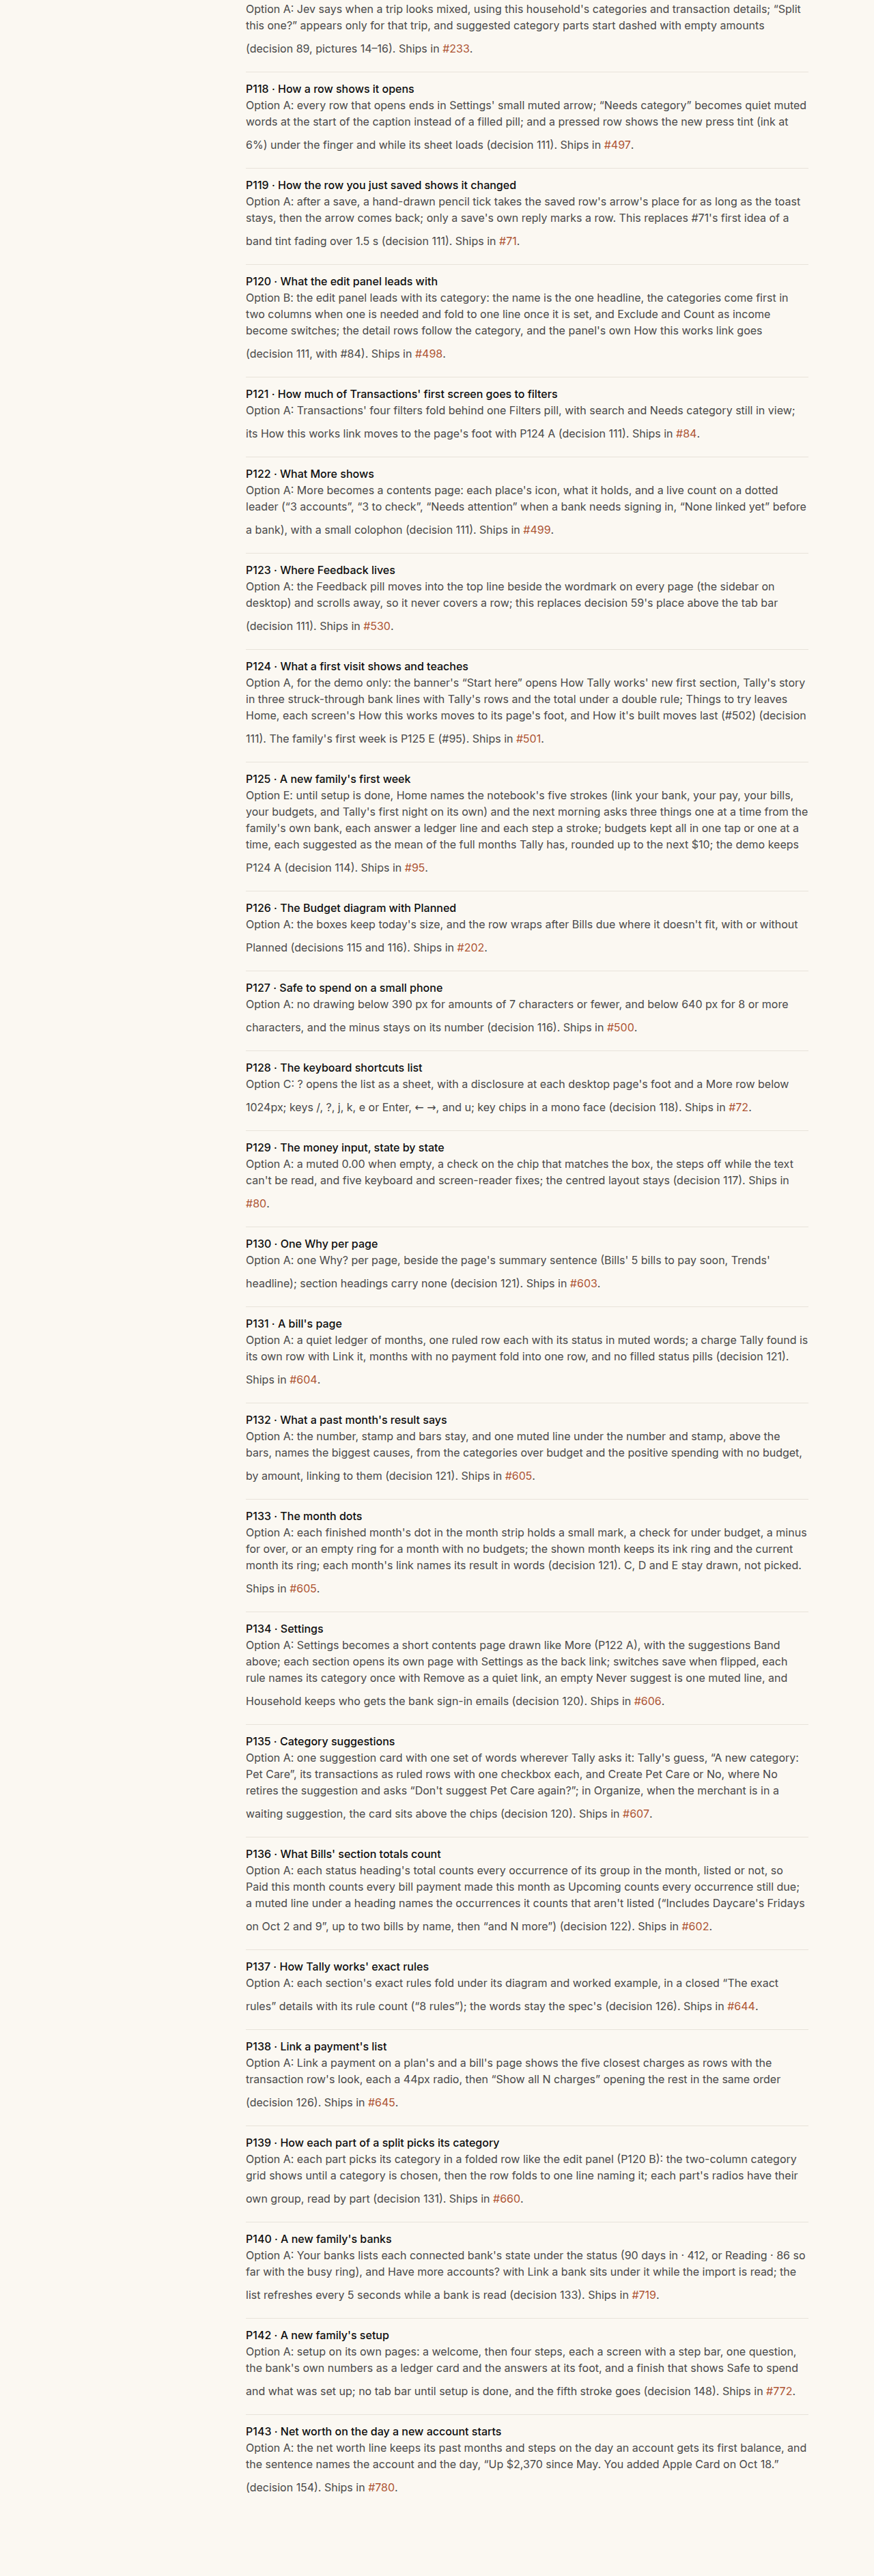 Option A: Jev says when a trip looks mixed, using this household's categories and transaction details; “Split
this one?” appears only for that trip, and suggested category parts start dashed with empty amounts
(decision 89, pictures 14–16). Ships in #233.
P118 · How a row shows it opens
Option A: every row that opens ends in Settings' small muted arrow; “Needs category” becomes quiet muted
words at the start of the caption instead of a filled pill; and a pressed row shows the new press tint (ink at
6%) under the finger and while its sheet loads (decision 111). Ships in #497.
P119 · How the row you just saved shows it changed
Option A: after a save, a hand-drawn pencil tick takes the saved row's arrow's place for as long as the toast
stays, then the arrow comes back; only a save's own reply marks a row. This replaces #71's first idea of a
band tint fading over 1.5 s (decision 111). Ships in #71.
P120 · What the edit panel leads with
Option B: the edit panel leads with its category: the name is the one headline, the categories come first in
two columns when one is needed and fold to one line once it is set, and Exclude and Count as income
become switches; the detail rows follow the category, and the panel's own How this works link goes
(decision 111, with #84). Ships in #498.
P121 · How much of Transactions' first screen goes to filters
Option A: Transactions' four filters fold behind one Filters pill, with search and Needs category still in view;
its How this works link moves to the page's foot with P124 A (decision 111). Ships in #84.
P122 · What More shows
Option A: More becomes a contents page: each place's icon, what it holds, and a live count on a dotted
leader (“3 accounts”, “3 to check”, “Needs attention” when a bank needs signing in, “None linked yet” before
a bank), with a small colophon (decision 111). Ships in #499.
P123 · Where Feedback lives
Option A: the Feedback pill moves into the top line beside the wordmark on every page (the sidebar on
desktop) and scrolls away, so it never covers a row; this replaces decision 59's place above the tab bar
(decision 111). Ships in #530.
P124 · What a first visit shows and teaches
Option A, for the demo only: the banner's “Start here” opens How Tally works' new first section, Tally's story
in three struck-through bank lines with Tally's rows and the total under a double rule; Things to try leaves
Home, each screen's How this works moves to its page's foot, and How it's built moves last (#502) (decision
111). The family's first week is P125 E (#95). Ships in #501.
P125 · A new family's first week
Option E: until setup is done, Home names the notebook's five strokes (link your bank, your pay, your bills,
your budgets, and Tally's first night on its own) and the next morning asks three things one at a time from the
family's own bank, each answer a ledger line and each step a stroke; budgets kept all in one tap or one at a
time, each suggested as the mean of the full months Tally has, rounded up to the next $10; the demo keeps
P124 A (decision 114). Ships in #95.
P126 · The Budget diagram with Planned
Option A: the boxes keep today's size, and the row wraps after Bills due where it doesn't fit, with or without
Planned (decisions 115 and 116). Ships in #202.
P127 · Safe to spend on a small phone
Option A: no drawing below 390 px for amounts of 7 characters or fewer, and below 640 px for 8 or more
characters, and the minus stays on its number (decision 116). Ships in #500.
P128 · The keyboard shortcuts list
Option C: ? opens the list as a sheet, with a disclosure at each desktop page's foot and a More row below
1024px; keys /, ?, j, k, e or Enter, ← →, and u; key chips in a mono face (decision 118). Ships in #72.
P129 · The money input, state by state
Option A: a muted 0.00 when empty, a check on the chip that matches the box, the steps off while the text
can't be read, and five keyboard and screen-reader fixes; the centred layout stays (decision 117). Ships in
#80.
P130 · One Why per page
Option A: one Why? per page, beside the page's summary sentence (Bills' 5 bills to pay soon, Trends'
headline); section headings carry none (decision 121). Ships in #603.
P131 · A bill's page
Option A: a quiet ledger of months, one ruled row each with its status in muted words; a charge Tally found is
its own row with Link it, months with no payment fold into one row, and no filled status pills (decision 121).
Ships in #604.
P132 · What a past month's result says
Option A: the number, stamp and bars stay, and one muted line under the number and stamp, above the
bars, names the biggest causes, from the categories over budget and the positive spending with no budget,
by amount, linking to them (decision 121). Ships in #605.
P133 · The month dots
Option A: each finished month's dot in the month strip holds a small mark, a check for under budget, a minus
for over, or an empty ring for a month with no budgets; the shown month keeps its ink ring and the current
month its ring; each month's link names its result in words (decision 121). C, D and E stay drawn, not picked.
Ships in #605.
P134 · Settings
Option A: Settings becomes a short contents page drawn like More (P122 A), with the suggestions Band
above; each section opens its own page with Settings as the back link; switches save when flipped, each
rule names its category once with Remove as a quiet link, an empty Never suggest is one muted line, and
Household keeps who gets the bank sign-in emails (decision 120). Ships in #606.
P135 · Category suggestions
Option A: one suggestion card with one set of words wherever Tally asks it: Tally's guess, “A new category:
Pet Care”, its transactions as ruled rows with one checkbox each, and Create Pet Care or No, where No
retires the suggestion and asks “Don't suggest Pet Care again?”; in Organize, when the merchant is in a
waiting suggestion, the card sits above the chips (decision 120). Ships in #607.
P136 · What Bills' section totals count
Option A: each status heading's total counts every occurrence of its group in the month, listed or not, so
Paid this month counts every bill payment made this month as Upcoming counts every occurrence still due;
a muted line under a heading names the occurrences it counts that aren't listed (“Includes Daycare's Fridays
on Oct 2 and 9”, up to two bills by name, then “and N more”) (decision 122). Ships in #602.
P137 · How Tally works' exact rules
Option A: each section's exact rules fold under its diagram and worked example, in a closed “The exact
rules” details with its rule count (“8 rules”); the words stay the spec's (decision 126). Ships in #644.
P138 · Link a payment's list
Option A: Link a payment on a plan's and a bill's page shows the five closest charges as rows with the
transaction row's look, each a 44px radio, then “Show all N charges” opening the rest in the same order
(decision 126). Ships in #645.
P139 · How each part of a split picks its category
Option A: each part picks its category in a folded row like the edit panel (P120 B): the two-column category
grid shows until a category is chosen, then the row folds to one line naming it; each part's radios have their
own group, read by part (decision 131). Ships in #660.
P140 · A new family's banks
Option A: Your banks lists each connected bank's state under the status (90 days in · 412, or Reading · 86 so
far with the busy ring), and Have more accounts? with Link a bank sits under it while the import is read; the
list refreshes every 5 seconds while a bank is read (decision 133). Ships in #719.
P142 · A new family's setup
Option A: setup on its own pages: a welcome, then four steps, each a screen with a step bar, one question,
the bank's own numbers as a ledger card and the answers at its foot, and a finish that shows Safe to spend
and what was set up; no tab bar until setup is done, and the fifth stroke goes (decision 148). Ships in #772.
P143 · Net worth on the day a new account starts
Option A: the net worth line keeps its past months and steps on the day an account gets its first balance, and
the sentence names the account and the day, “Up $2,370 since May. You added Apple Card on Oct 18.”
(decision 154). Ships in #780.